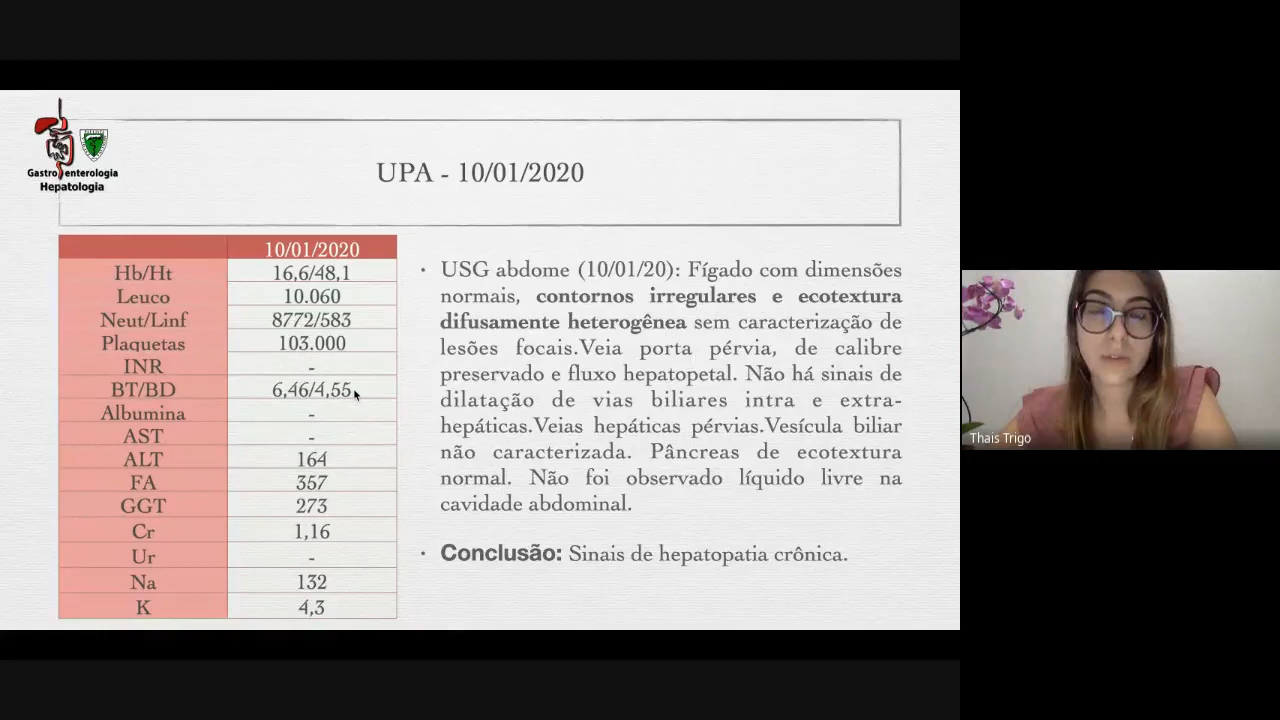 Gastro enterologia
Hepatologia
UPA - 10/01/2020
10/01/2020
Hb/Ht 16,6/48,1
Leuco 10.060
Neut/Linf 8772/583
Plaquetas 103.000
INR -
BT/BD 6,46/4,55
Albumina -
AST -
ALT 164
FA 357
GGT 273
Cr 1,16
Ur -
Na 132
K 4,3
• USG abdome (10/01/20): Fígado com dimensões
normais, contornos irregulares e ecotextura
difusamente heterogênea sem caracterização de
lesões focais.Veia porta pérvia, de calibre
preservado e fluxo hepatopetal. Não há sinais de
dilatação de vias biliares intra e extra-
hepáticas.Veias hepáticas pérvias.Vesícula biliar
não caracterizada. Pâncreas de ecotextura
normal. Não foi observado líquido livre na
cavidade abdominal.
• Conclusão: Sinais de hepatopatia crônica.
Thais Trigo